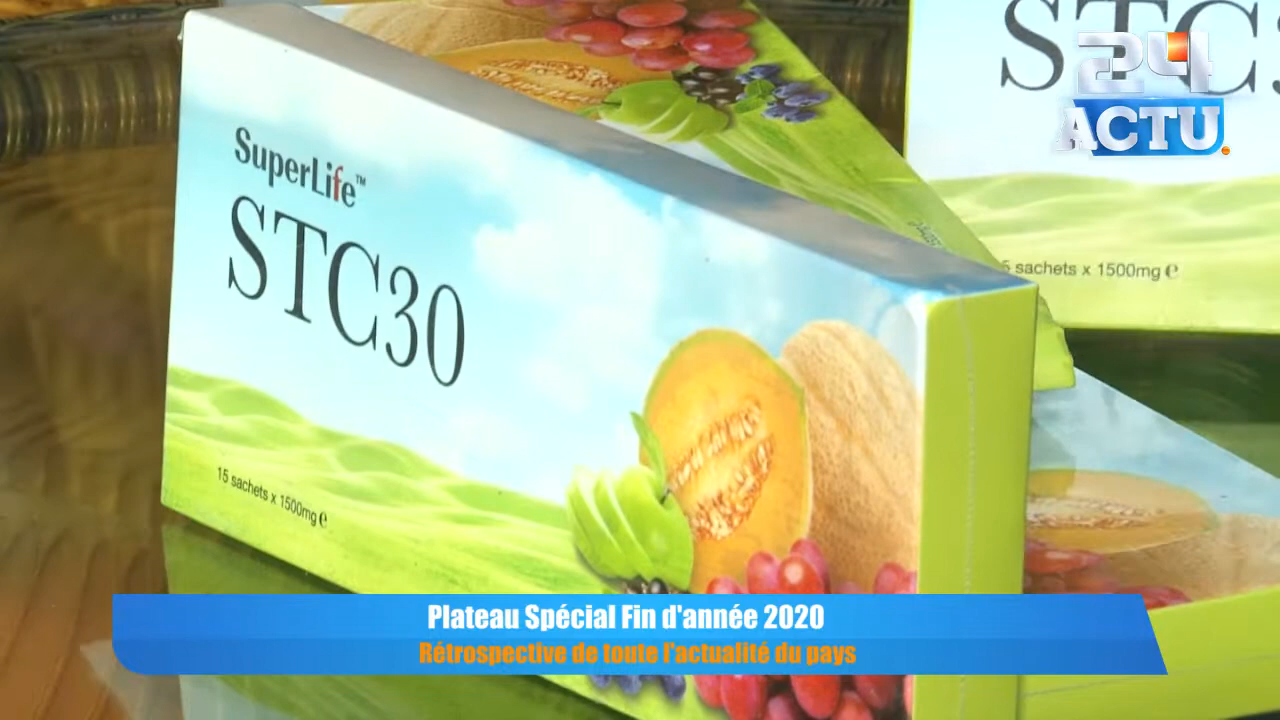 SuperLife™
STC30
15 sachets x 1500mg ℮
STC3
24
ACTU.
5 sachets x 1500mg ℮
Plateau Spécial Fin d'année 2020
Rétrospective de toute l'actualité du pays